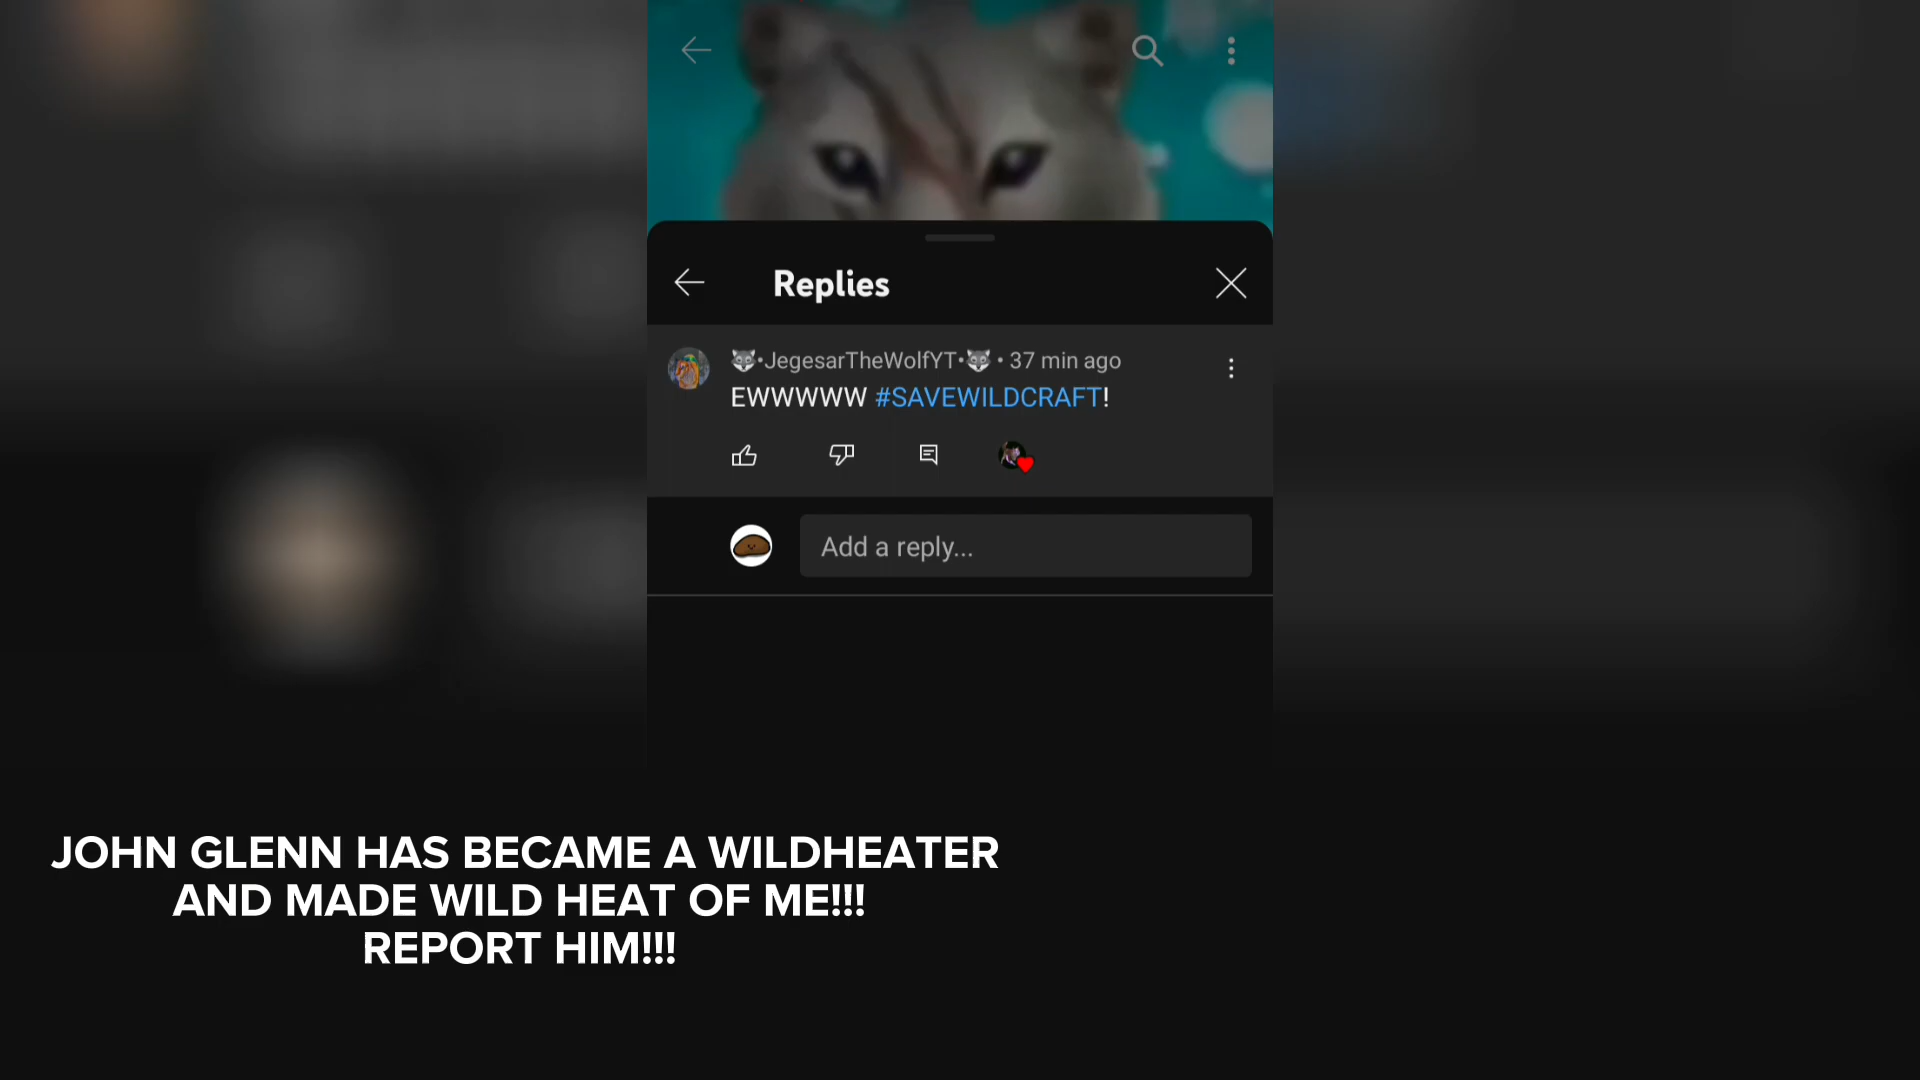 Replies
🐺•JegesarTheWolfYT•🐺 • 37 min ago
EWWWWW #SAVEWILDCRAFT!
Add a reply...
JOHN GLENN HAS BECAME A WILDHEATER
AND MADE WILD HEAT OF ME!!!
REPORT HIM!!!